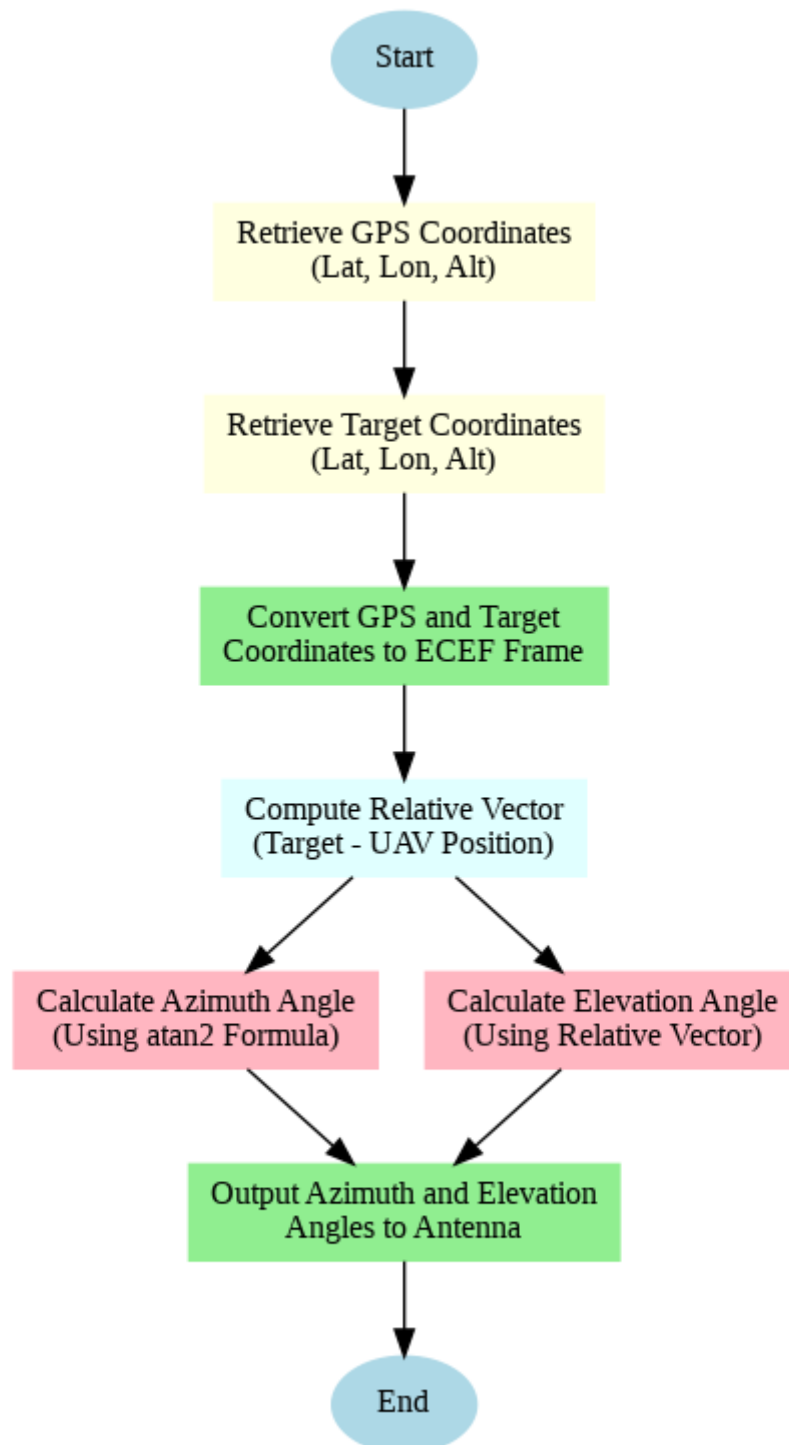 Start
Retrieve GPS Coordinates
(Lat, Lon, Alt)
Retrieve Target Coordinates
(Lat, Lon, Alt)
Convert GPS and Target
Coordinates to ECEF Frame
Compute Relative Vector
(Target - UAV Position)
Calculate Azimuth Angle
(Using atan2 Formula)
Calculate Elevation Angle
(Using Relative Vector)
Output Azimuth and Elevation
Angles to Antenna
End